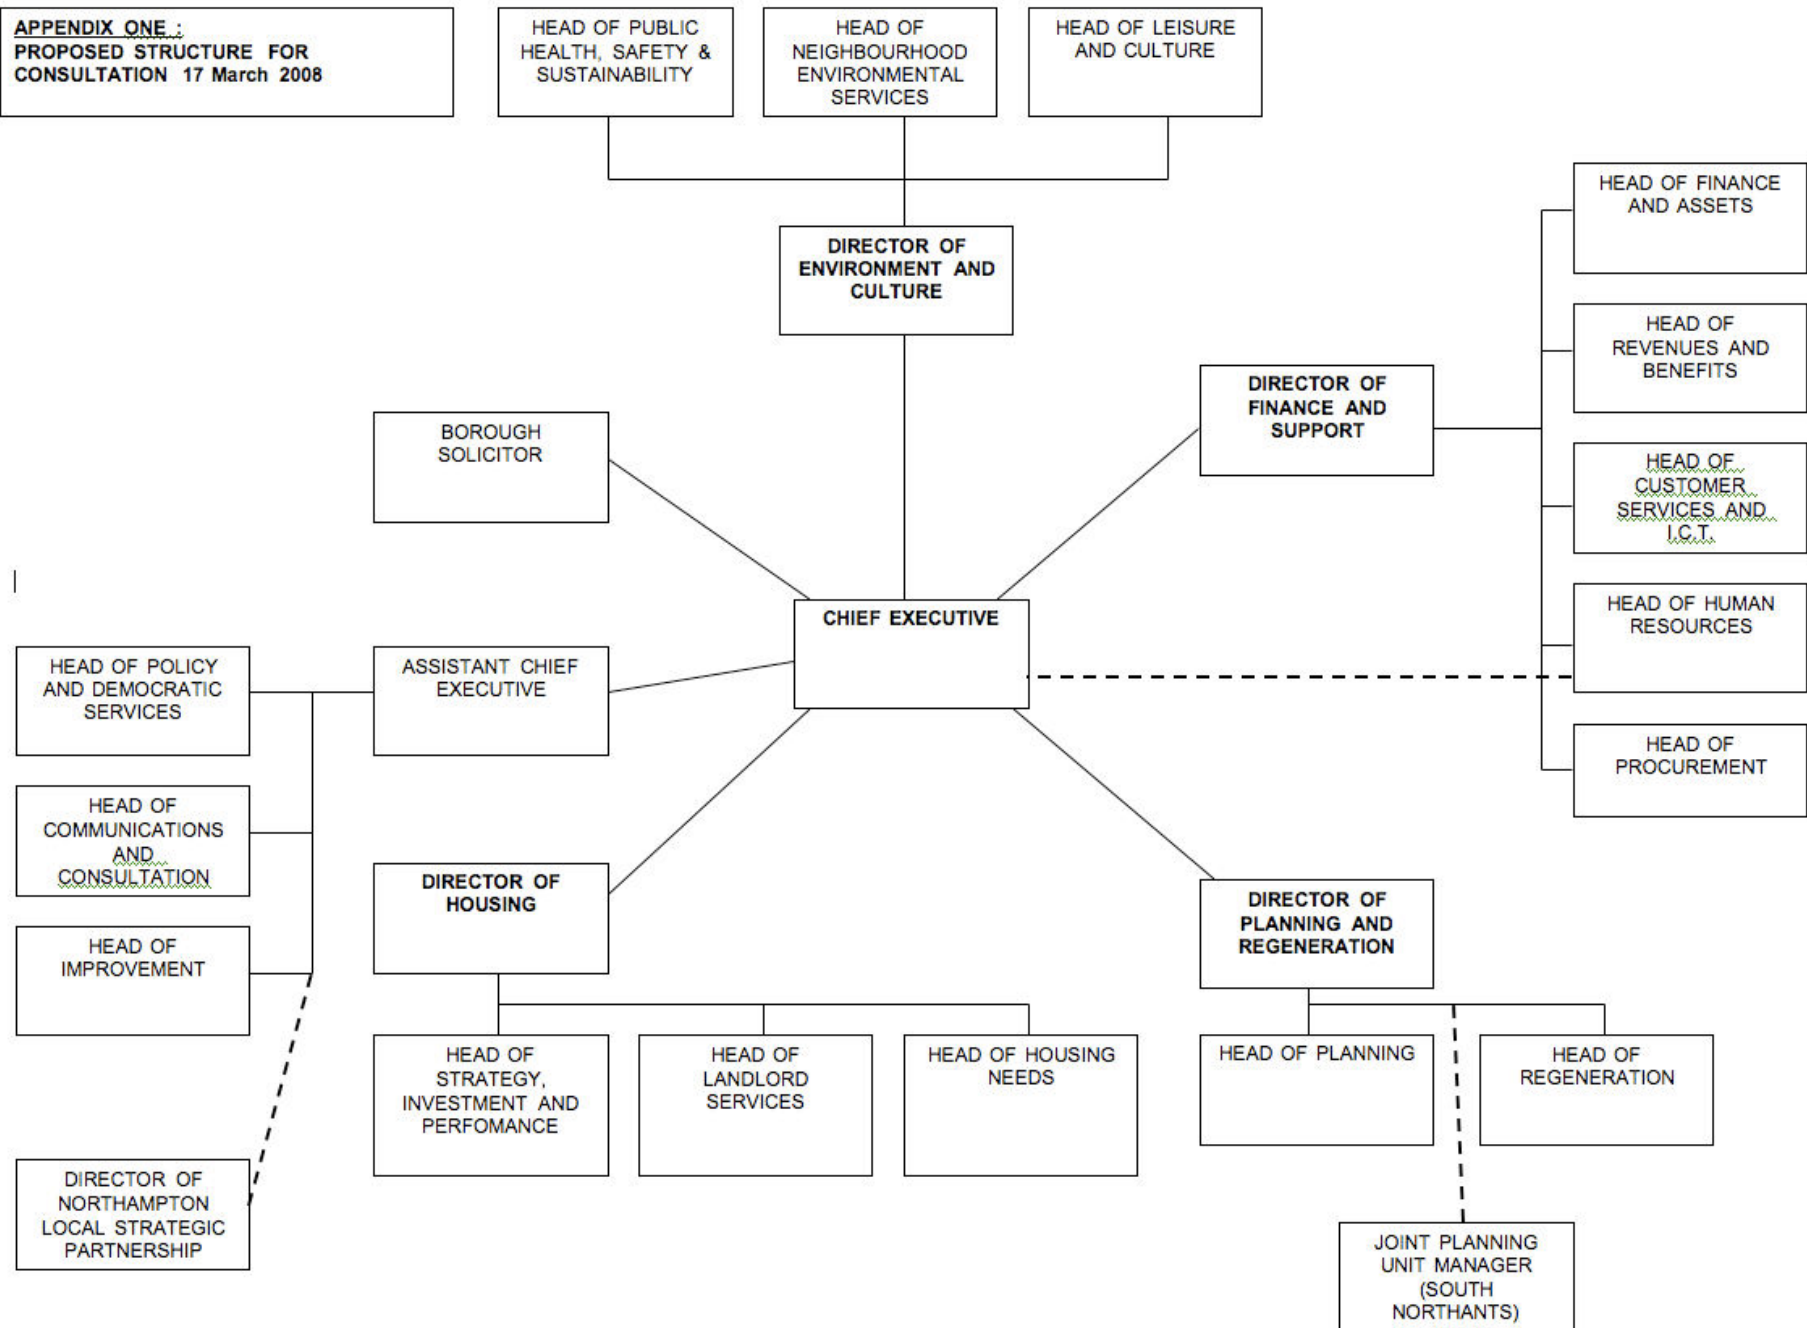 APPENDIX ONE :
PROPOSED STRUCTURE FOR
CONSULTATION 17 March 2008
HEAD OF PUBLIC
HEALTH, SAFETY &
SUSTAINABILITY
HEAD OF
NEIGHBOURHOOD
ENVIRONMENTAL
SERVICES
HEAD OF LEISURE
AND CULTURE
DIRECTOR OF
ENVIRONMENT AND
CULTURE
HEAD OF FINANCE
AND ASSETS
HEAD OF
REVENUES AND
BENEFITS
DIRECTOR OF
FINANCE AND
SUPPORT
BOROUGH
SOLICITOR
HEAD OF
CUSTOMER
SERVICES AND
I.C.T.
CHIEF EXECUTIVE
HEAD OF HUMAN
RESOURCES
HEAD OF POLICY
AND DEMOCRATIC
SERVICES
ASSISTANT CHIEF
EXECUTIVE
HEAD OF
PROCUREMENT
HEAD OF
COMMUNICATIONS
AND
CONSULTATION
DIRECTOR OF
HOUSING
DIRECTOR OF
PLANNING AND
REGENERATION
HEAD OF
IMPROVEMENT
HEAD OF
STRATEGY,
INVESTMENT AND
PERFOMANCE
HEAD OF
LANDLORD
SERVICES
HEAD OF HOUSING
NEEDS
HEAD OF PLANNING
HEAD OF
REGENERATION
DIRECTOR OF
NORTHAMPTON
LOCAL STRATEGIC
PARTNERSHIP
JOINT PLANNING
UNIT MANAGER
(SOUTH
NORTHANTS)